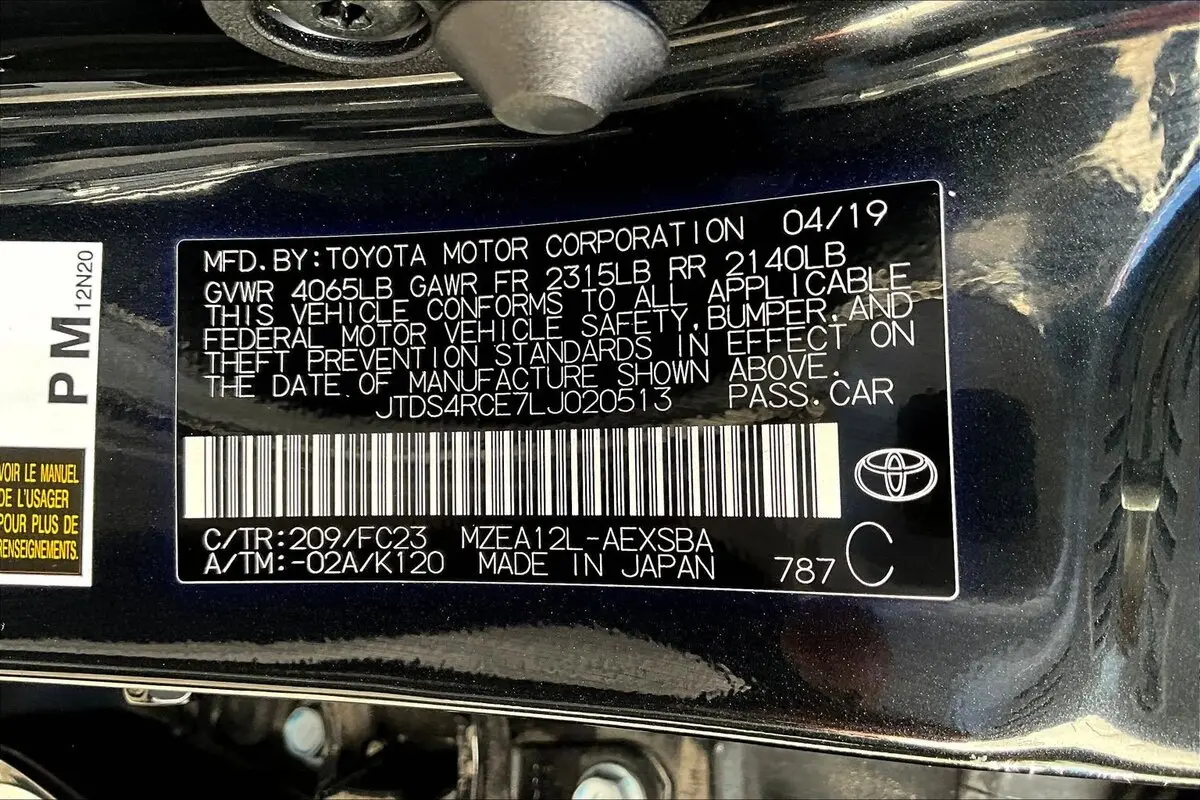 MFD.BY:TOYOTA MOTOR CORPORATION 04/19
GVWR 4065LB GAWR FR 2315LB RR 2140LB
THIS VEHICLE CONFORMS TO ALL APPLICABLE
FEDERAL MOTOR VEHICLE SAFETY,BUMPER,AND
THEFT PREVENTION STANDARDS IN EFFECT ON
THE DATE OF MANUFACTURE SHOWN ABOVE.
JTDS4RCE7LJ020513 PASS.CAR
C/TR:209/FC23 MZEA12L-AEXSBA
A/TM:-02A/K120 MADE IN JAPAN 787 C
PM 12N20
VOIR LE MANUEL
DE L'USAGER
POUR PLUS DE
RENSEIGNEMENTS.